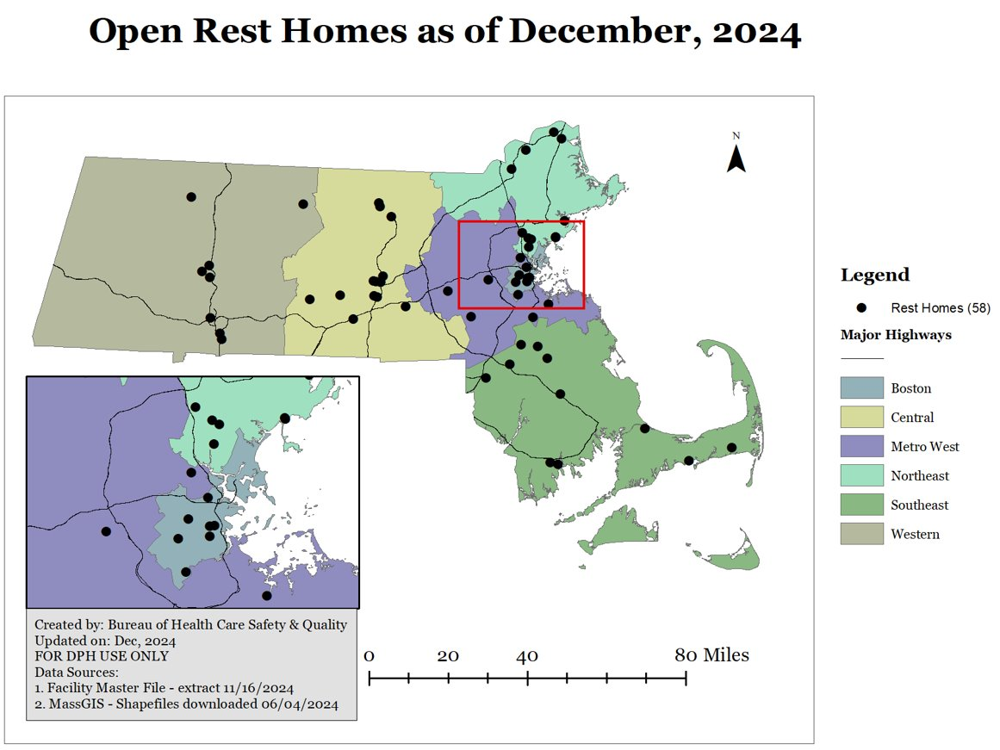 Open Rest Homes as of December, 2024
N
Legend
Rest Homes (58)
Major Highways
Boston
Central
Metro West
Northeast
Southeast
Western
Created by: Bureau of Health Care Safety & Quality
Updated on: Dec, 2024
FOR DPH USE ONLY
Data Sources:
1. Facility Master File - extract 11/16/2024
2. MassGIS - Shapefiles downloaded 06/04/2024
0 20 40 80 Miles